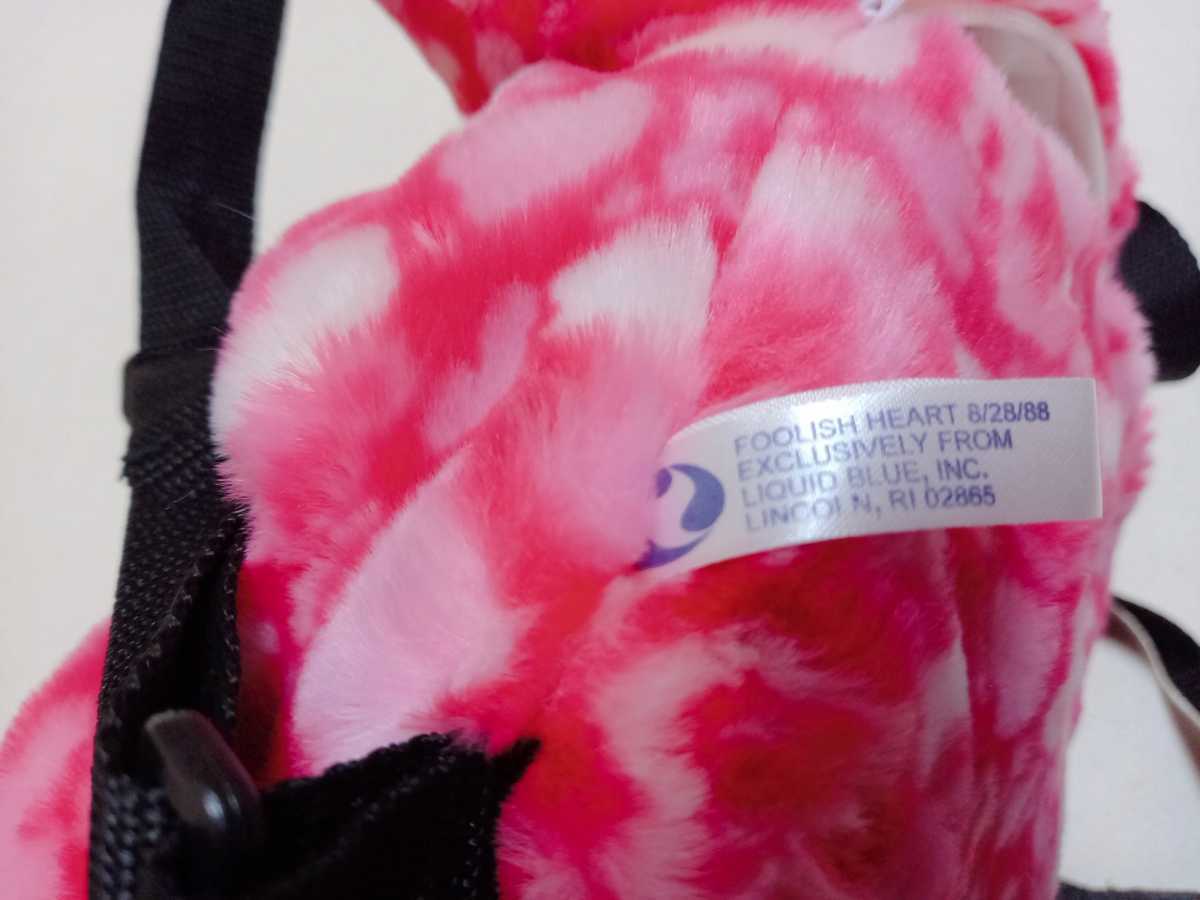 FOOLISH HEART 8/28/88
EXCLUSIVELY FROM
LIQUID BLUE, INC.
LINCOLN, RI 02865